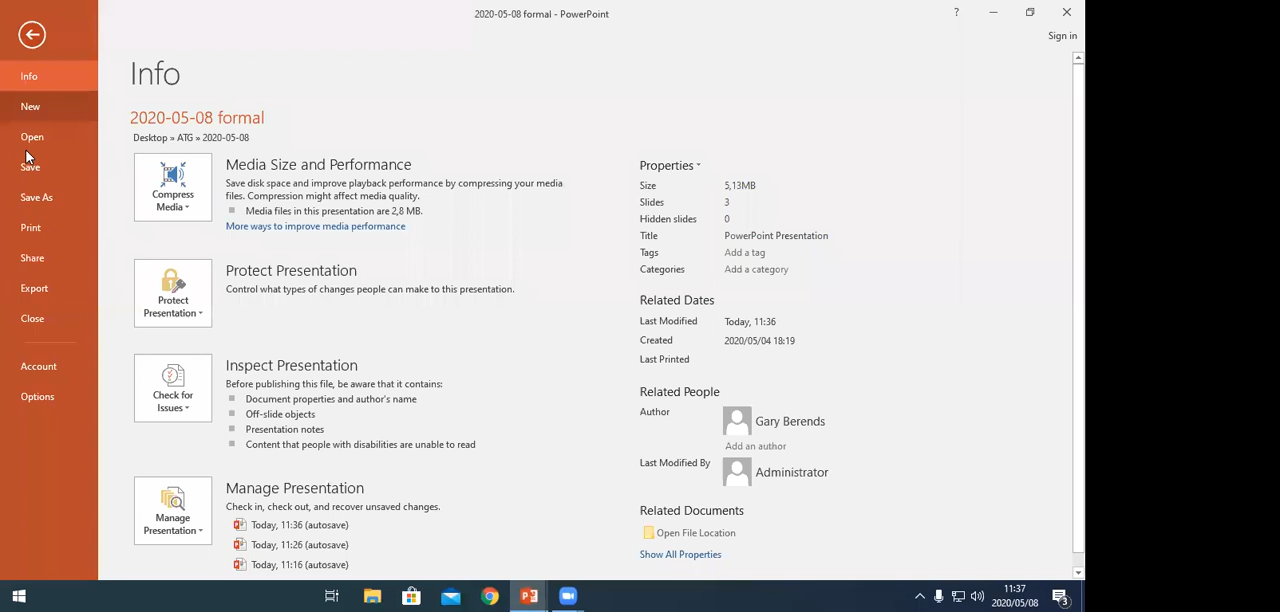 2020-05-08 formal - PowerPoint
?
Sign in
Info
New
Open
Save
Save As
Print
Share
Export
Close
Account
Options
Info
2020-05-08 formal
Desktop » ATG » 2020-05-08
Compress
Media
Media Size and Performance
Save disk space and improve playback performance by compressing your media
files. Compression might affect media quality.
Media files in this presentation are 2,8 MB.
More ways to improve media performance
Protect
Presentation
Protect Presentation
Control what types of changes people can make to this presentation.
Check for
Issues
Inspect Presentation
Before publishing this file, be aware that it contains:
Document properties and author's name
Off-slide objects
Presentation notes
Content that people with disabilities are unable to read
Manage
Presentation
Manage Presentation
Check in, check out, and recover unsaved changes.
Today, 11:36 (autosave)
Today, 11:26 (autosave)
Today, 11:16 (autosave)
Properties
Size 5,13MB
Slides 3
Hidden slides 0
Title PowerPoint Presentation
Tags Add a tag
Categories Add a category
Related Dates
Last Modified Today, 11:36
Created 2020/05/04 18:19
Last Printed
Related People
Author Gary Berends
Add an author
Last Modified By Administrator
Related Documents
Open File Location
Show All Properties
11:37
2020/05/08
3